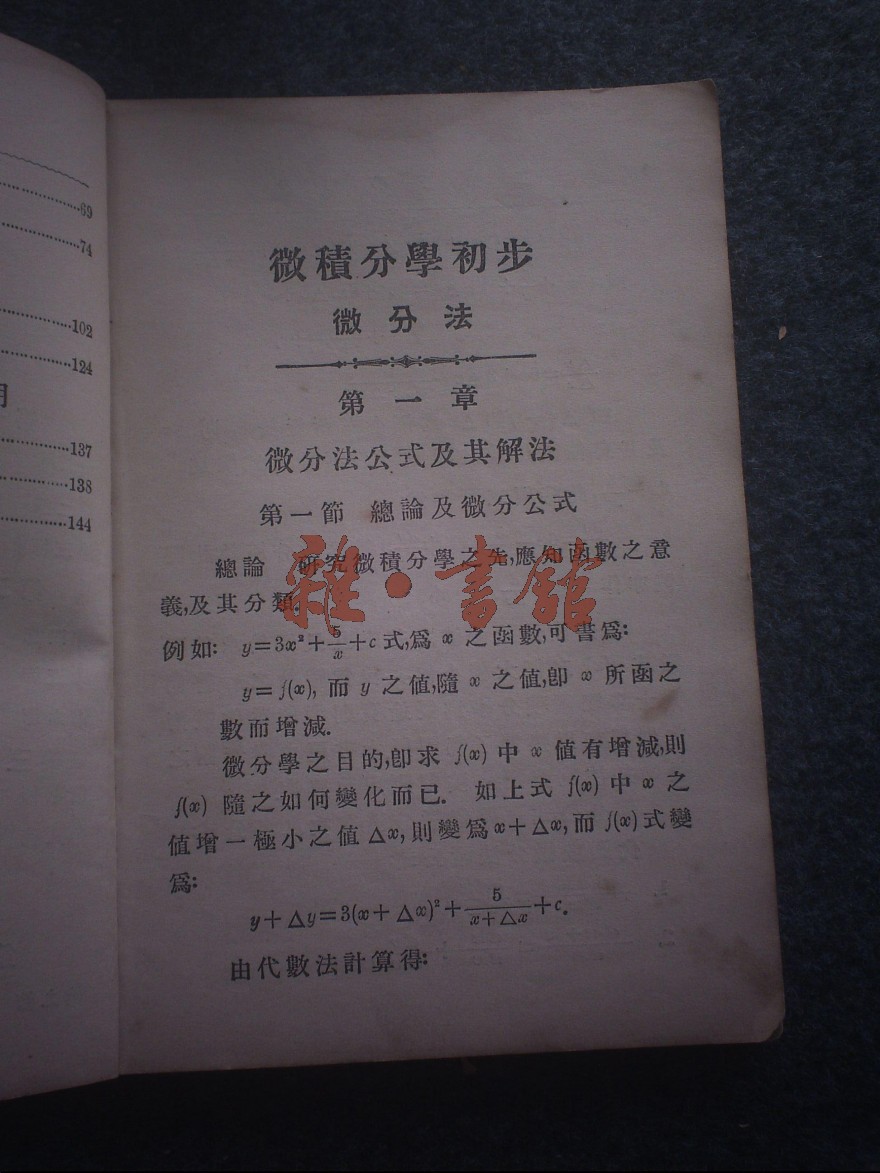 69
74
102
124
137
138
144
微積分學初步
微分法
第一章
微分法公式及其解法
第一節 總論及微分公式
總論 研究微積分學之先,應知函數之意
義,及其分類.
例如: y=3x²+5/x+c 式,爲 x 之函數,可書爲:
y=f(x), 而 y 之值,隨 x 之值,卽 x 所函之
數而增減.
微分學之目的,卽求 f(x) 中 x 值有增減,則
f(x) 隨之如何變化而已. 如上式 f(x) 中 x 之
值增一極小之值 △x, 則變爲 x+△x, 而 f(x) 式變
爲:
y+△y=3(x+△x)²+5/(x+△x)+c.
由代數法計算得:
雜·書館